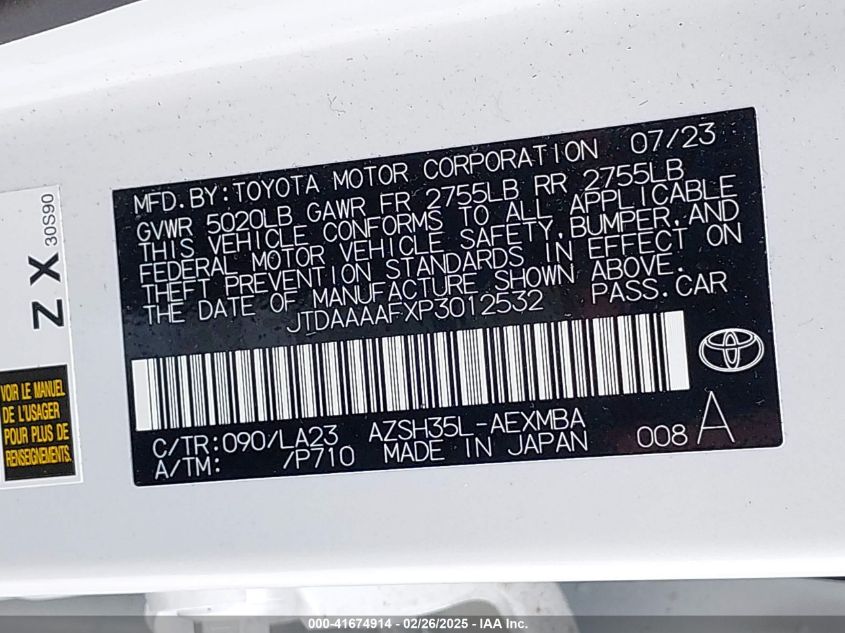 MFD. BY: TOYOTA MOTOR CORPORATION 07/23
GVWR 5020LB GAWR FR 2755LB RR 2755LB
THIS VEHICLE CONFORMS TO ALL APPLICABLE
FEDERAL MOTOR VEHICLE SAFETY, BUMPER, AND
THEFT PREVENTION STANDARDS IN EFFECT ON
THE DATE OF MANUFACTURE SHOWN ABOVE.
JTDAAAAFXP3012532 PASS. CAR
C/TR: 090/LA23 AZSH35L-AEXMBA
A/TM: /P710 MADE IN JAPAN 008 A
ZX 30S90
VOIR LE MANUEL
DE L'USAGER
POUR PLUS DE
RENSEIGNEMENTS.
000-41674914 - 02/26/2025 - IAA Inc.